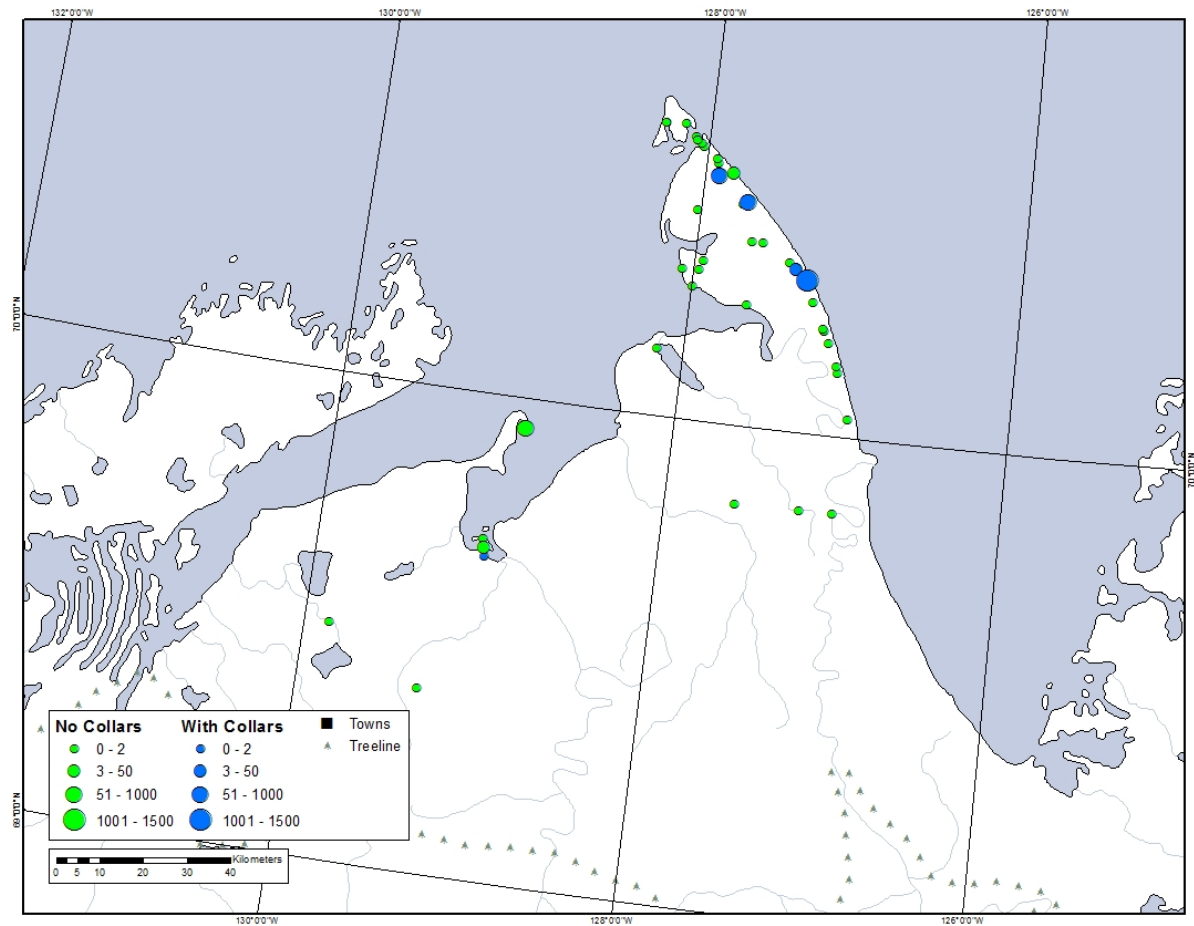 132°0'0"W 130°0'0"W 128°0'0"W 126°0'0"W
70°0'0"N
70°0'0"N
69°0'0"N
No Collars With Collars
0 - 2 0 - 2 Towns
3 - 50 3 - 50 Treeline
51 - 1000 51 - 1000
1001 - 1500 1001 - 1500
Kilometers
0 5 10 20 30 40
130°0'0"W 128°0'0"W 126°0'0"W